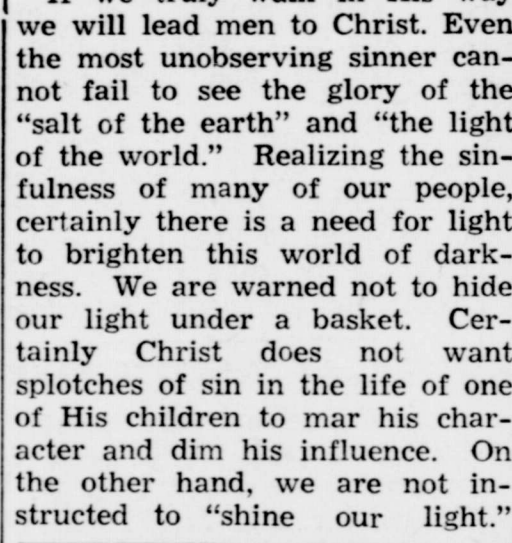 we will lead men to Christ. Even
the most unobserving sinner can-
not fail to see the glory of the
“salt of the earth” and “the light
of the world.” Realizing the sin-
fulness of many of our people,
certainly there is a need for light
to brighten this world of dark-
ness. We are warned not to hide
our light under a basket. Cer-
tainly Christ does not want
splotches of sin in the life of one
of His children to mar his char-
acter and dim his influence. On
the other hand, we are not in-
structed to “shine our light.”